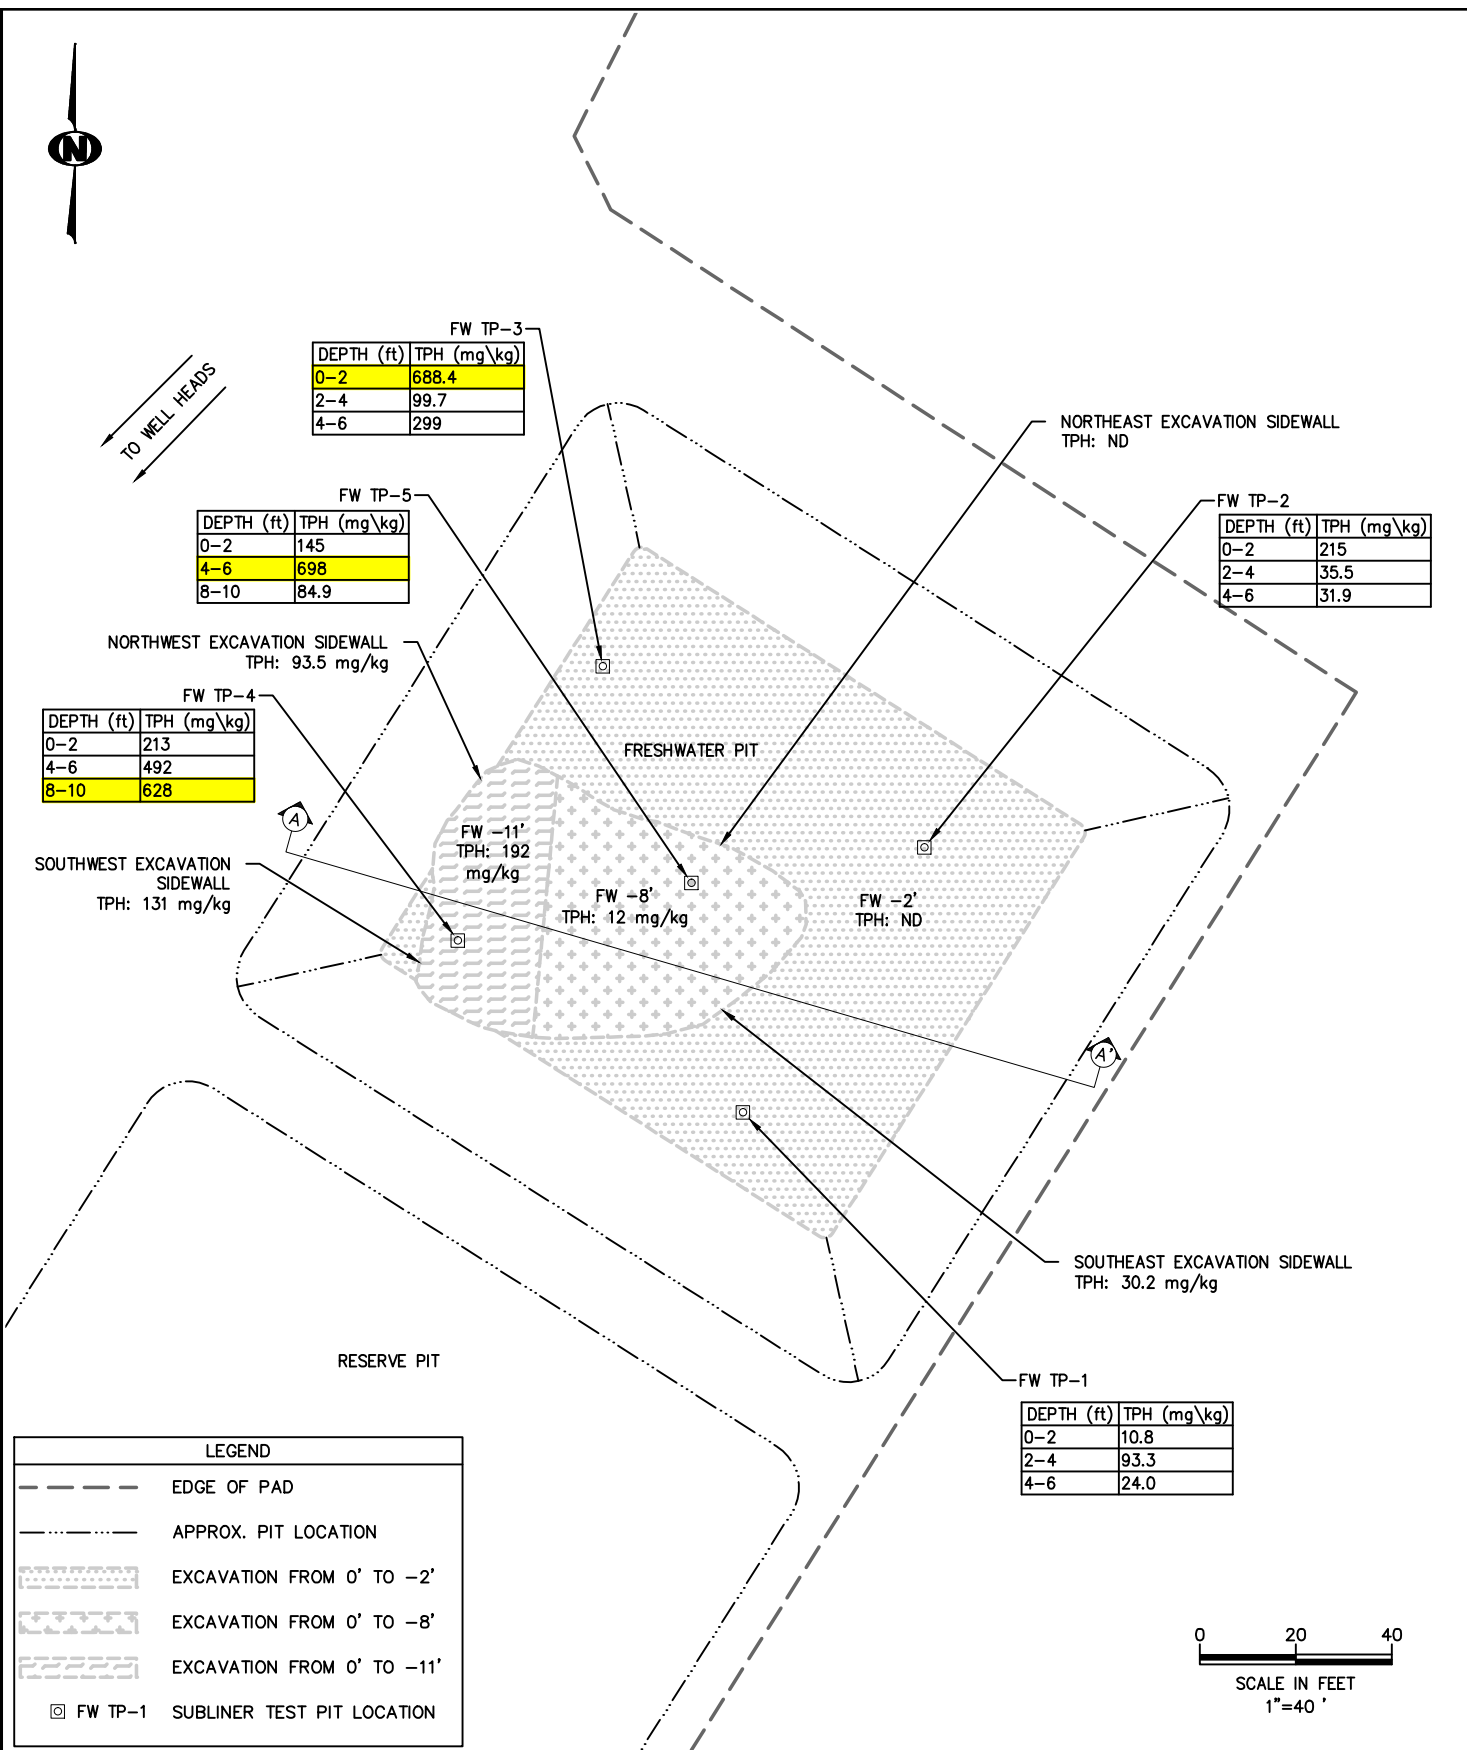 N
TO WELL HEADS
FW TP-3
DEPTH (ft) TPH (mg\kg)
0-2 688.4
2-4 99.7
4-6 299
NORTHEAST EXCAVATION SIDEWALL
TPH: ND
FW TP-5
DEPTH (ft) TPH (mg\kg)
0-2 145
4-6 698
8-10 84.9
FW TP-2
DEPTH (ft) TPH (mg\kg)
0-2 215
2-4 35.5
4-6 31.9
NORTHWEST EXCAVATION SIDEWALL
TPH: 93.5 mg/kg
FW TP-4
DEPTH (ft) TPH (mg\kg)
0-2 213
4-6 492
8-10 628
FRESHWATER PIT
A
FW -11'
TPH: 192
mg/kg
SOUTHWEST EXCAVATION
SIDEWALL
TPH: 131 mg/kg
FW -8'
TPH: 12 mg/kg
FW -2'
TPH: ND
A'
SOUTHEAST EXCAVATION SIDEWALL
TPH: 30.2 mg/kg
RESERVE PIT
FW TP-1
DEPTH (ft) TPH (mg\kg)
0-2 10.8
2-4 93.3
4-6 24.0
LEGEND
EDGE OF PAD
APPROX. PIT LOCATION
EXCAVATION FROM 0' TO -2'
EXCAVATION FROM 0' TO -8'
EXCAVATION FROM 0' TO -11'
FW TP-1 SUBLINER TEST PIT LOCATION
0 20 40
SCALE IN FEET
1"=40 '